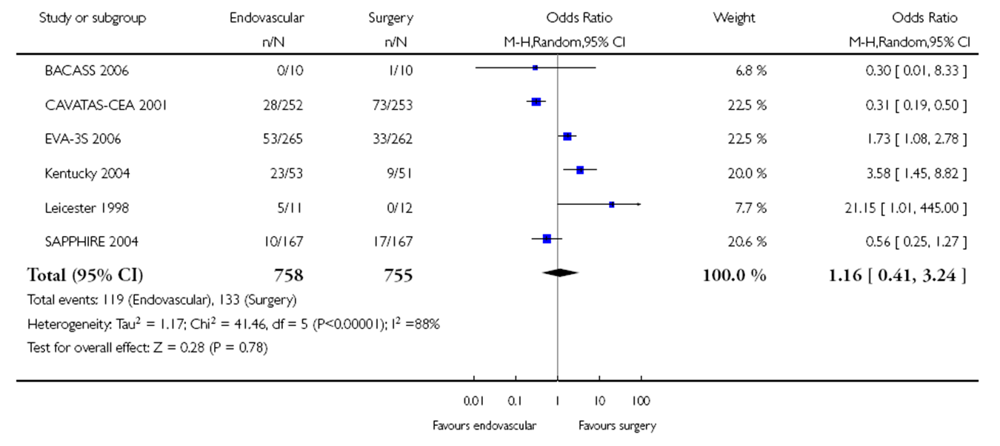 Study or subgroup Endovascular Surgery Odds Ratio Weight Odds Ratio
n/N n/N M-H,Random,95% CI M-H,Random,95% CI
BACASS 2006 0/10 1/10 6.8 % 0.30 [ 0.01, 8.33 ]
CAVATAS-CEA 2001 28/252 73/253 22.5 % 0.31 [ 0.19, 0.50 ]
EVA-3S 2006 53/265 33/262 22.5 % 1.73 [ 1.08, 2.78 ]
Kentucky 2004 23/53 9/51 20.0 % 3.58 [ 1.45, 8.82 ]
Leicester 1998 5/11 0/12 7.7 % 21.15 [ 1.01, 445.00 ]
SAPPHIRE 2004 10/167 17/167 20.6 % 0.56 [ 0.25, 1.27 ]
Total (95% CI) 758 755 100.0 % 1.16 [ 0.41, 3.24 ]
Total events: 119 (Endovascular), 133 (Surgery)
Heterogeneity: Tau² = 1.17; Chi² = 41.46, df = 5 (P<0.00001); I² =88%
Test for overall effect: Z = 0.28 (P = 0.78)
0.01 0.1 1 10 100
Favours endovascular Favours surgery